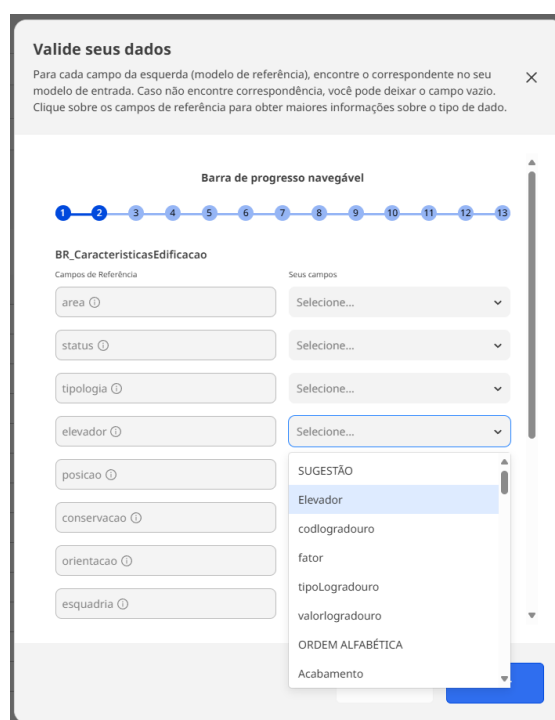 Valide seus dados
Para cada campo da esquerda (modelo de referência), encontre o correspondente no seu
modelo de entrada. Caso não encontre correspondência, você pode deixar o campo vazio.
Clique sobre os campos de referência para obter maiores informações sobre o tipo de dado.
Barra de progresso navegável
1 2 3 4 5 6 7 8 9 10 11 12 13
BR_CaracteristicasEdificacao
Campos de Referência Seus campos
area Selecione...
status Selecione...
tipologia Selecione...
elevador Selecione...
posicao
conservacao
orientacao
esquadria
SUGESTÃO
Elevador
codlogradouro
fator
tipoLogradouro
valorlogradouro
ORDEM ALFABÉTICA
Acabamento